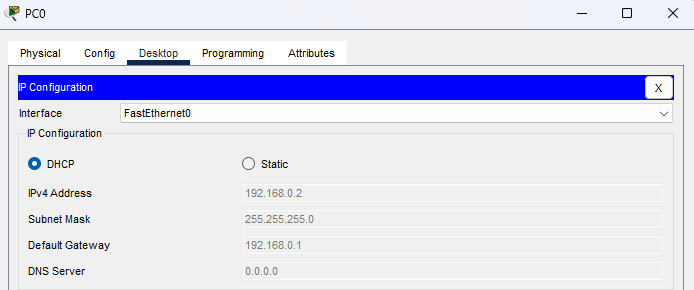 PC0
Physical Config Desktop Programming Attributes
IP Configuration X
Interface FastEthernet0
IP Configuration
DHCP Static
IPv4 Address 192.168.0.2
Subnet Mask 255.255.255.0
Default Gateway 192.168.0.1
DNS Server 0.0.0.0